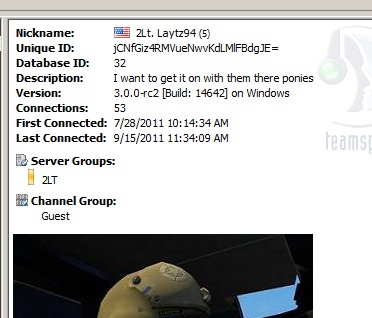 Nickname: 2Lt. Laytz94 (5)
Unique ID: jCNfGiz4RMVueNwvKdLMlFBdgJE=
Database ID: 32
Description: I want to get it on with them there ponies
Version: 3.0.0-rc2 [Build: 14642] on Windows
Connections: 53
First Connected: 7/28/2011 10:14:34 AM
Last Connected: 9/15/2011 11:34:09 AM
teamsp
Server Groups:
2LT
Channel Group:
Guest